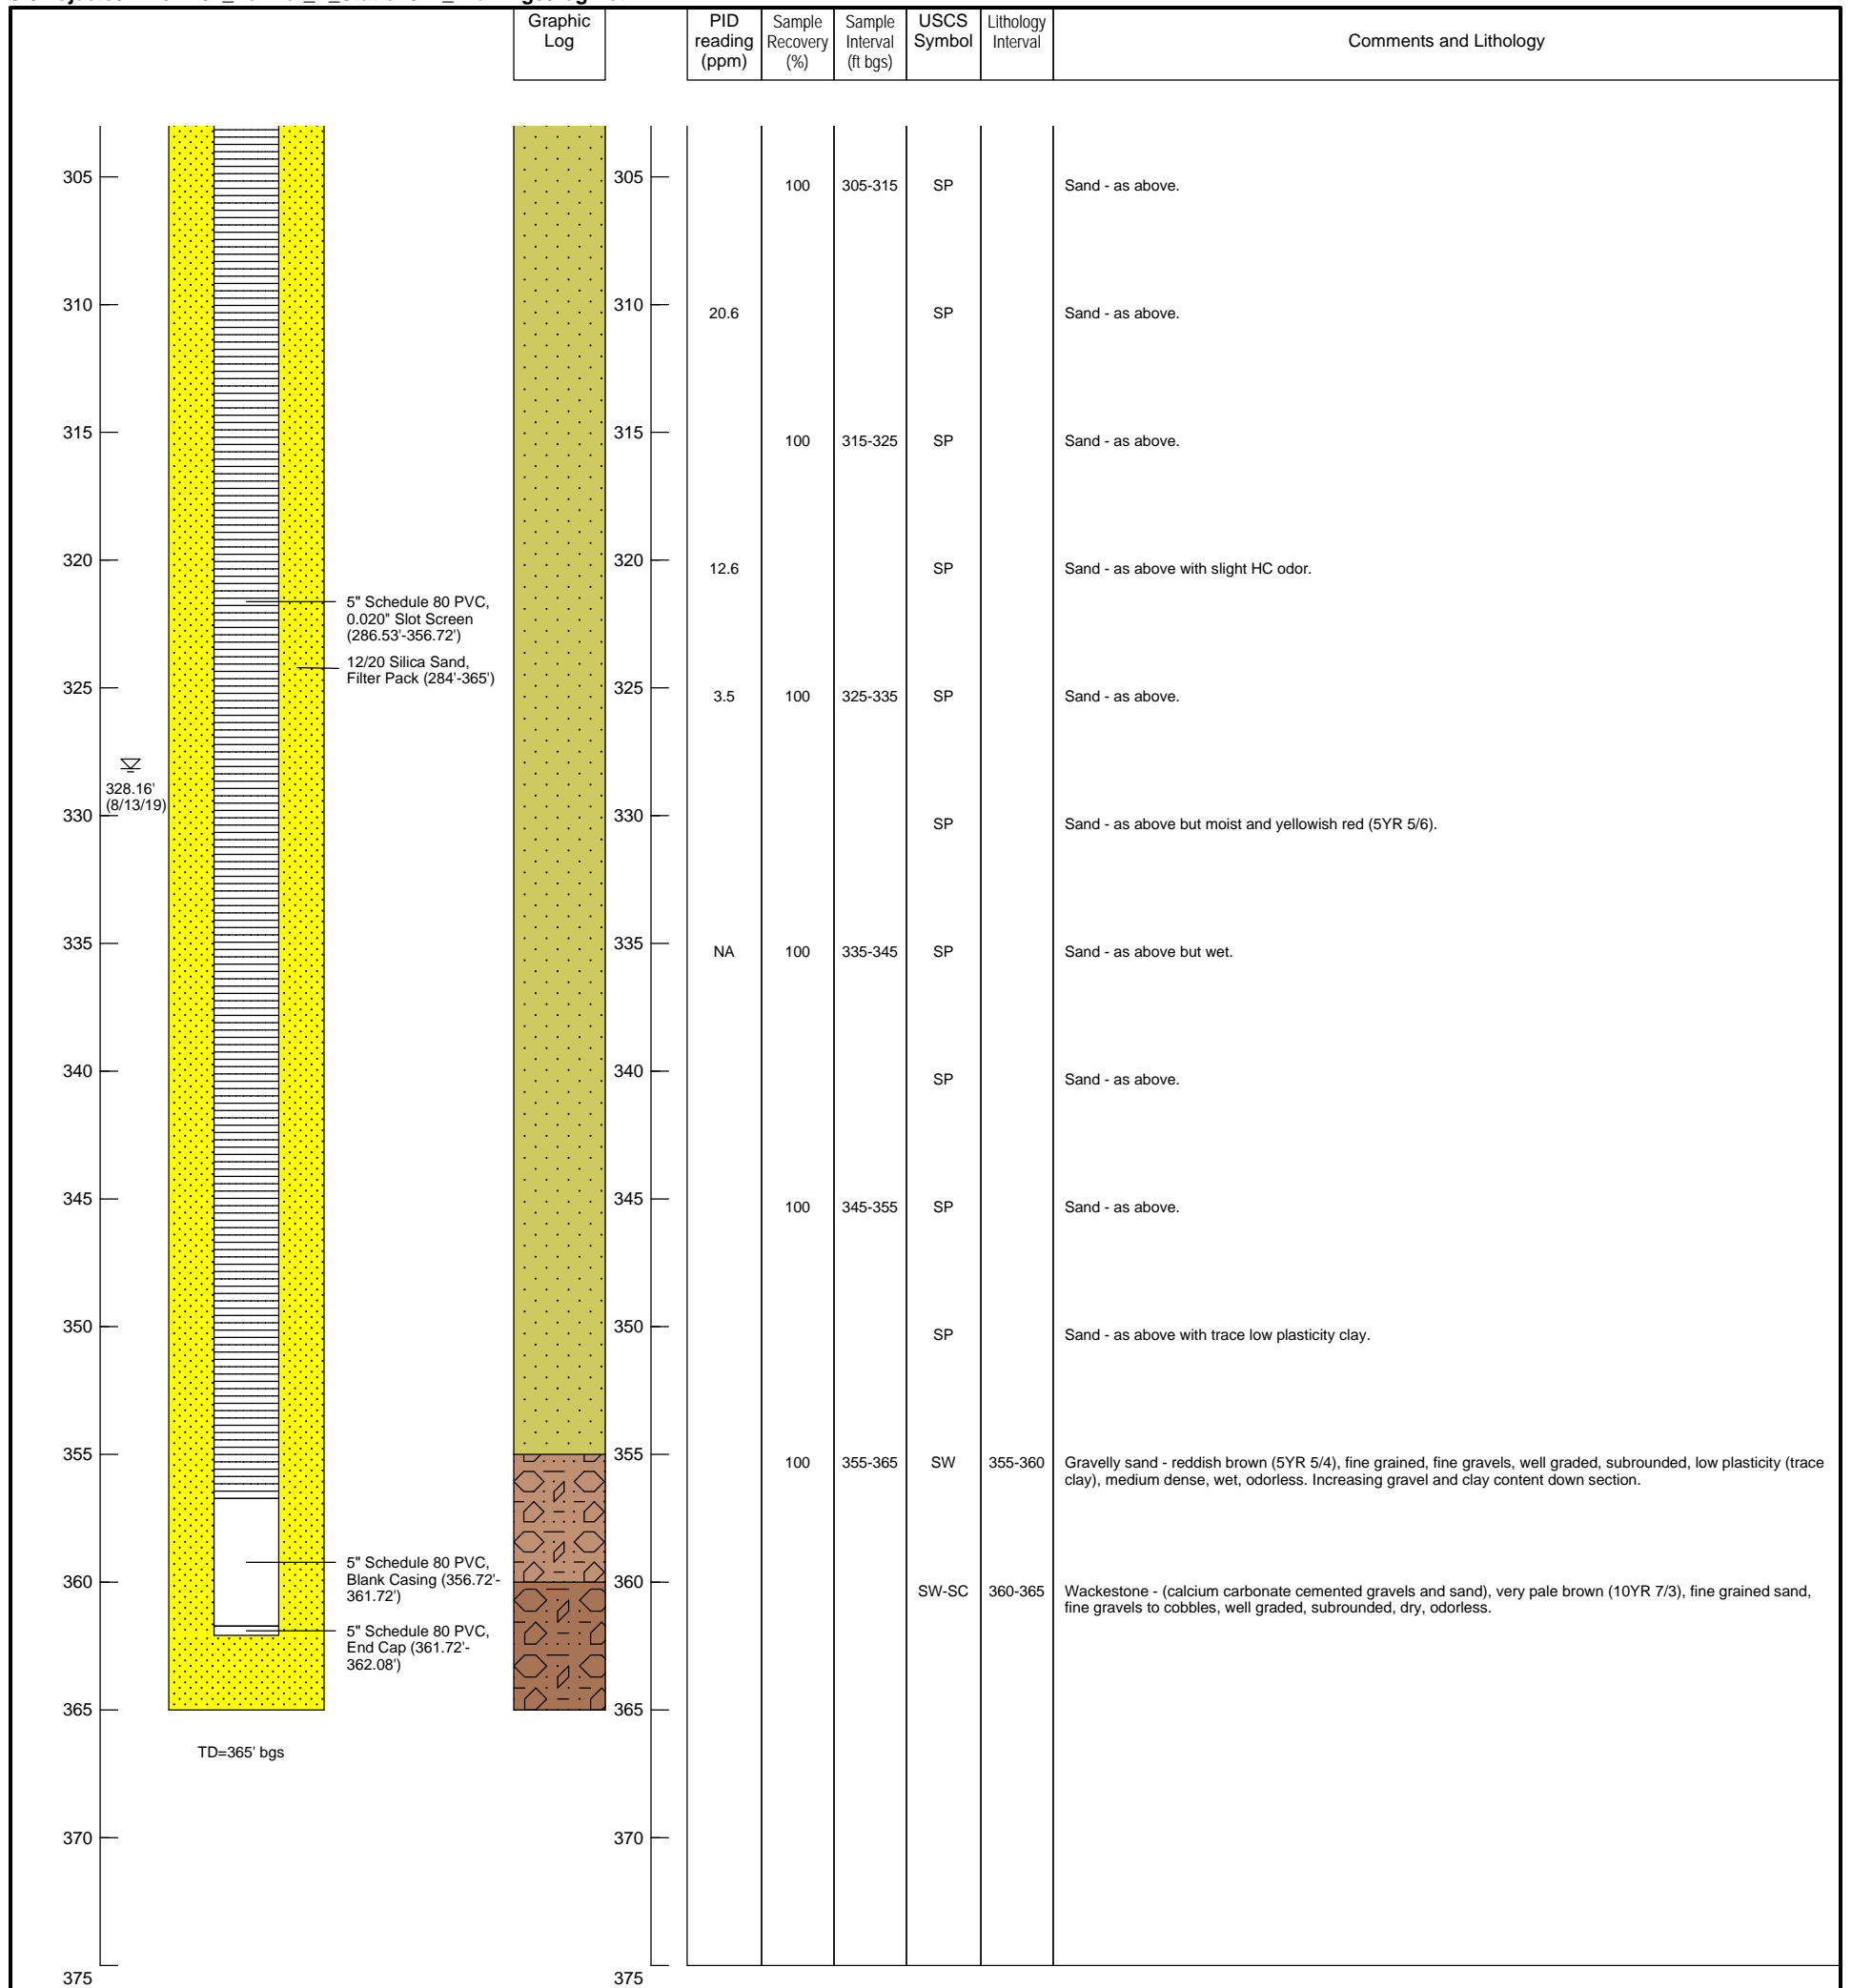 Graphic
Log
PID
reading
(ppm)
Sample
Recovery
(%)
Sample
Interval
(ft bgs)
USCS
Symbol
Lithology
Interval
Comments and Lithology
305 305 100 305-315 SP Sand - as above.
310 310 20.6 SP Sand - as above.
315 315 100 315-325 SP Sand - as above.
320 320 12.6 SP Sand - as above with slight HC odor.
5" Schedule 80 PVC,
0.020" Slot Screen
(286.53'-356.72')
12/20 Silica Sand,
Filter Pack (284'-365')
325 325 3.5 100 325-335 SP Sand - as above.
328.16'
(8/13/19)
330 330 SP Sand - as above but moist and yellowish red (5YR 5/6).
335 335 NA 100 335-345 SP Sand - as above but wet.
340 340 SP Sand - as above.
345 345 100 345-355 SP Sand - as above.
350 350 SP Sand - as above with trace low plasticity clay.
355 355 100 355-365 SW 355-360 Gravelly sand - reddish brown (5YR 5/4), fine grained, fine gravels, well graded, subrounded, low plasticity (trace
clay), medium dense, wet, odorless. Increasing gravel and clay content down section.
5" Schedule 80 PVC,
Blank Casing (356.72'-
361.72')
360 360 SW-SC 360-365 Wackestone - (calcium carbonate cemented gravels and sand), very pale brown (10YR 7/3), fine grained sand,
fine gravels to cobbles, well graded, subrounded, dry, odorless.
5" Schedule 80 PVC,
End Cap (361.72'-
362.08')
365 365
TD=365' bgs
370 370
375 375